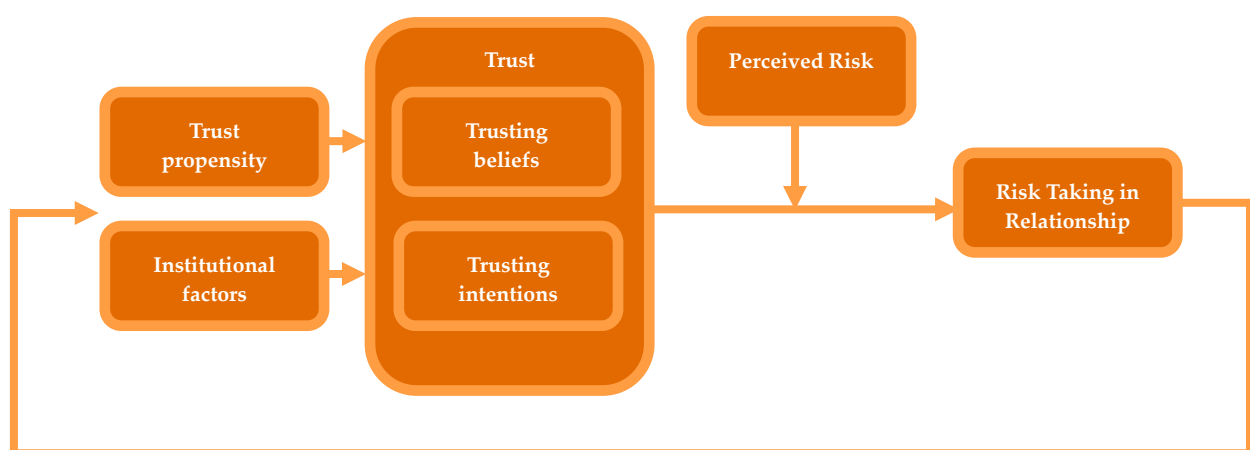 Trust
propensity
Institutional
factors
Trust
Trusting
beliefs
Trusting
intentions
Perceived Risk
Risk Taking in
Relationship